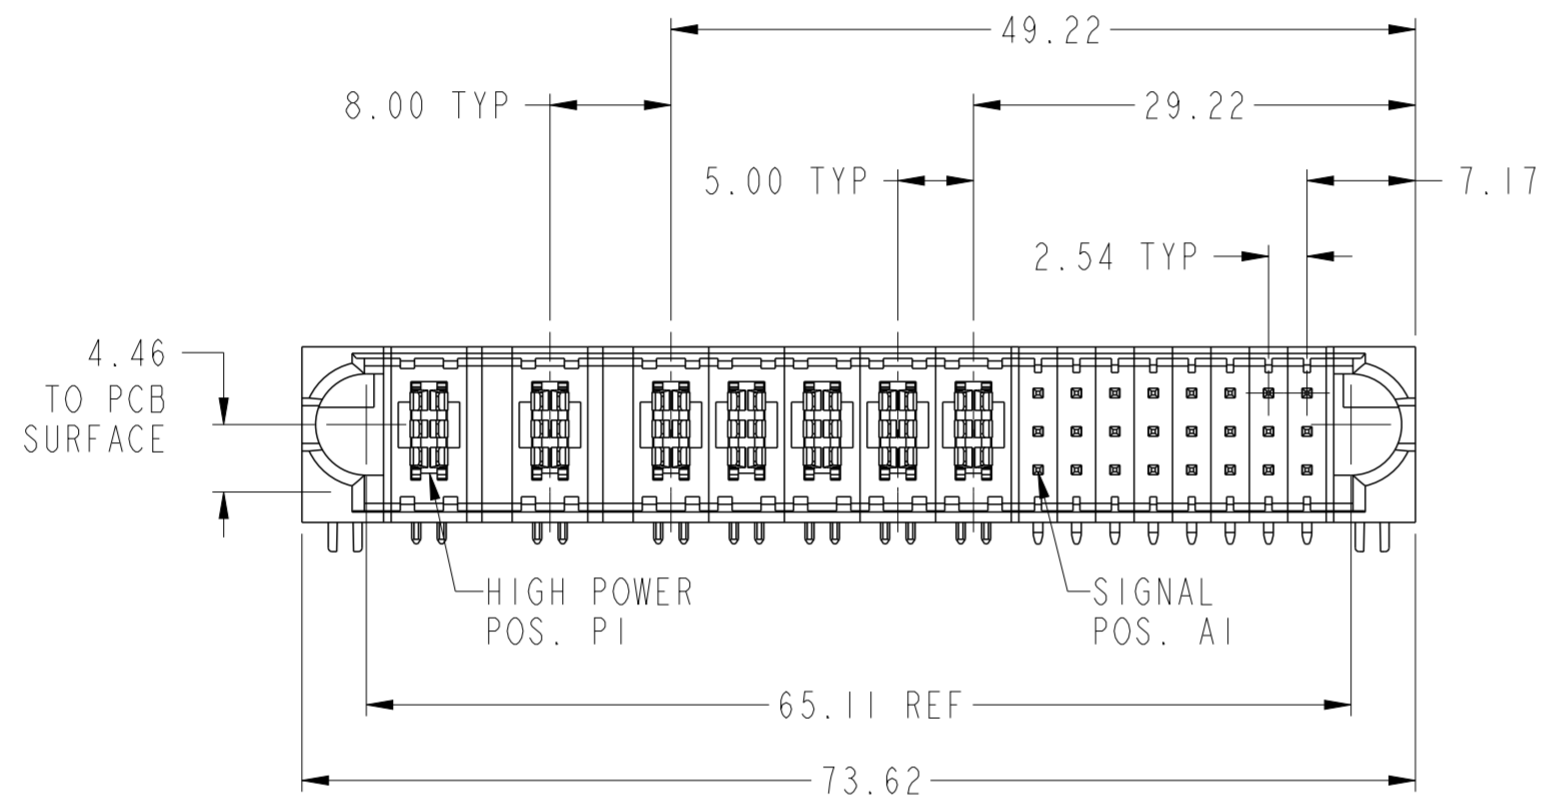 49.22
8.00 TYP
29.22
5.00 TYP
7.17
2.54 TYP
4.46
TO PCB
SURFACE
HIGH POWER
POS. P1
SIGNAL
POS. A1
65.11 REF
73.62